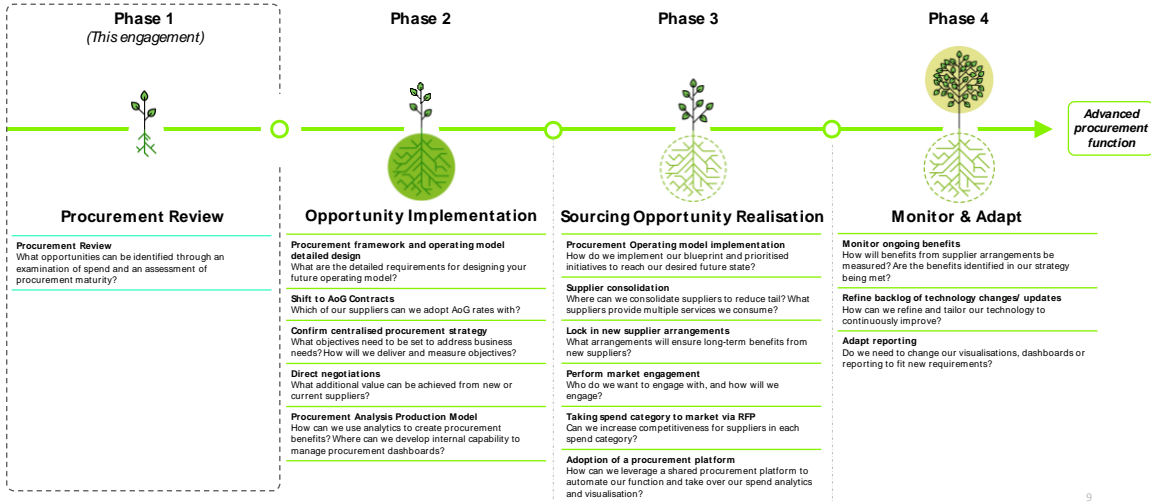 Phase 1
(This engagement)
Procurement Review
Procurement Review
What opportunities can be identified through an
examination of spend and an assessment of
procurement maturity?
Phase 2
Opportunity Implementation
Procurement framework and operating model
detailed design
What are the detailed requirements for designing your
future operating model?
Shift to AoG Contracts
Which of our suppliers can we adopt AoG rates with?
Confirm centralised procurement strategy
What objectives need to be set to address business
needs? How will we deliver and measure objectives?
Direct negotiations
What additional value can be achieved from new or
current suppliers?
Procurement Analysis Production Model
How can we use analytics to create procurement
benefits? Where can we develop internal capability to
manage procurement dashboards?
Phase 3
Sourcing Opportunity Realisation
Procurement Operating model implementation
How do we implement our blueprint and prioritised
initiatives to reach our desired future state?
Supplier consolidation
Where can we consolidate suppliers to reduce tail? What
suppliers provide multiple services we consume?
Lock in new supplier arrangements
What arrangements will ensure long-term benefits from
new suppliers?
Perform market engagement
Who do we want to engage with, and how will we
engage?
Taking spend category to market via RFP
Can we increase competitiveness for suppliers in each
spend category?
Adoption of a procurement platform
How can we leverage a shared procurement platform to
automate our function and take over our spend analytics
and visualisation?
Phase 4
Monitor & Adapt
Monitor ongoing benefits
How will benefits from supplier arrangements be
measured? Are the benefits identified in our strategy
being met?
Refine backlog of technology changes/ updates
How can we refine and tailor our technology to
continuously improve?
Adapt reporting
Do we need to change our visualisations, dashboards or
reporting to fit new requirements?
Advanced
procurement
function
9